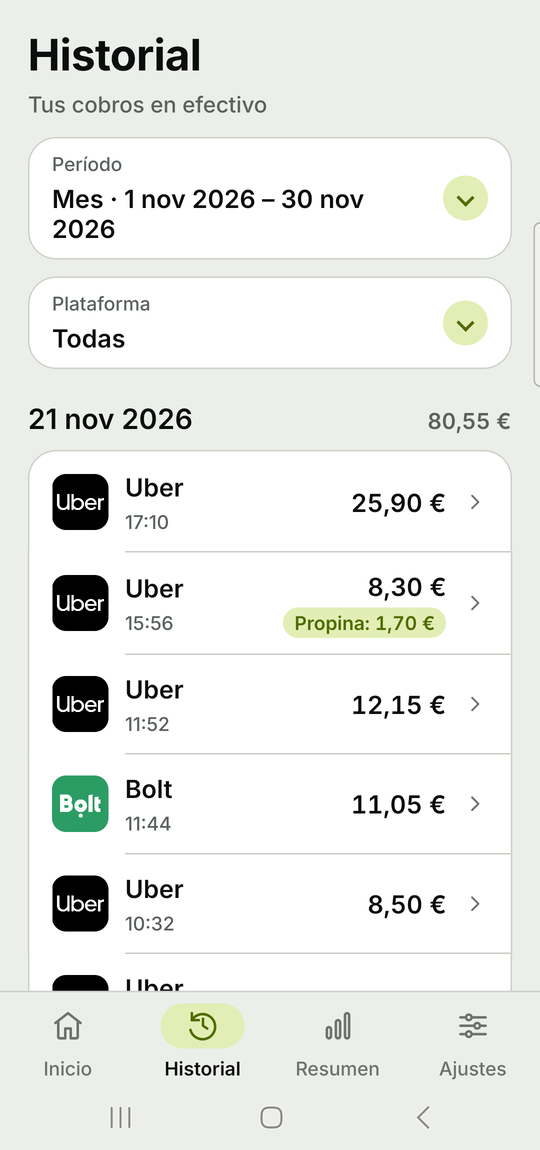 Historial
Tus cobros en efectivo
Período
Mes · 1 nov 2026 – 30 nov
2026
Plataforma
Todas
21 nov 2026
80,55 €
Uber
Uber
17:10
25,90 €
Uber
Uber
15:56
8,30 €
Propina: 1,70 €
Uber
Uber
11:52
12,15 €
Bolt
Bolt
11:44
11,05 €
Uber
Uber
10:32
8,50 €
Uber
Inicio
Historial
Resumen
Ajustes